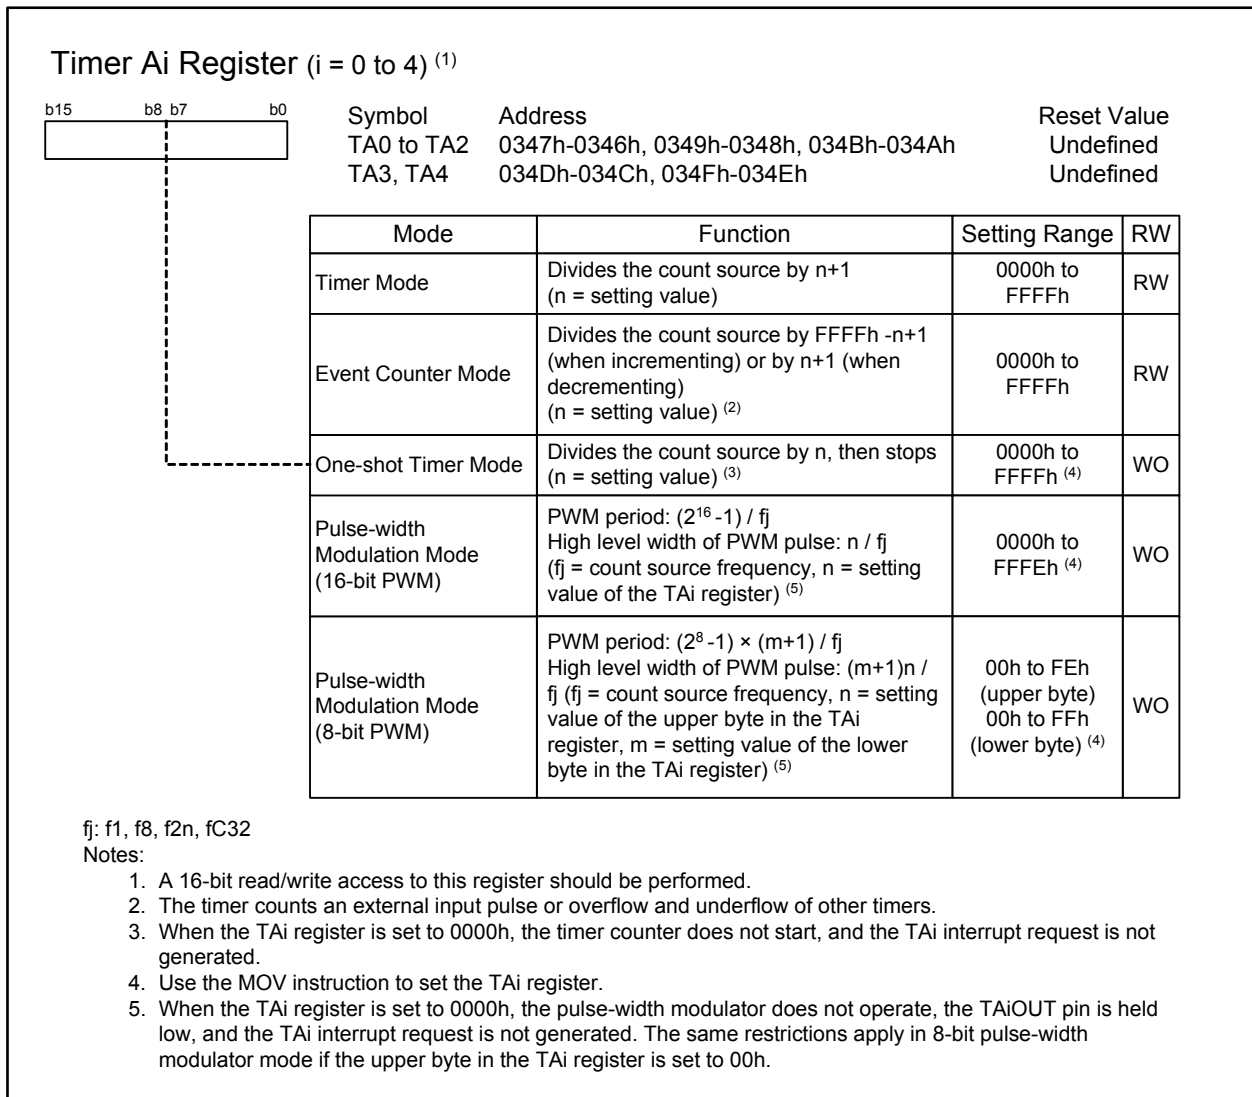 Timer Ai Register (i = 0 to 4) (1)
b15 b8 b7 b0
Symbol Address Reset Value
TA0 to TA2 0347h-0346h, 0349h-0348h, 034Bh-034Ah Undefined
TA3, TA4 034Dh-034Ch, 034Fh-034Eh Undefined
Mode Function Setting Range RW
Timer Mode
Divides the count source by n+1
(n = setting value)
0000h to
FFFFh
RW
Event Counter Mode
Divides the count source by FFFFh -n+1
(when incrementing) or by n+1 (when
decrementing)
(n = setting value) (2)
0000h to
FFFFh
RW
One-shot Timer Mode
Divides the count source by n, then stops
(n = setting value) (3)
0000h to
FFFFh (4)
WO
Pulse-width
Modulation Mode
(16-bit PWM)
PWM period: (2^16 -1) / fj
High level width of PWM pulse: n / fj
(fj = count source frequency, n = setting
value of the TAi register) (5)
0000h to
FFFEh (4)
WO
Pulse-width
Modulation Mode
(8-bit PWM)
PWM period: (2^8 -1) × (m+1) / fj
High level width of PWM pulse: (m+1)n /
fj (fj = count source frequency, n = setting
value of the upper byte in the TAi
register, m = setting value of the lower
byte in the TAi register) (5)
00h to FEh
(upper byte)
00h to FFh
(lower byte) (4)
WO
fj: f1, f8, f2n, fC32
Notes:
1. A 16-bit read/write access to this register should be performed.
2. The timer counts an external input pulse or overflow and underflow of other timers.
3. When the TAi register is set to 0000h, the timer counter does not start, and the TAi interrupt request is not
generated.
4. Use the MOV instruction to set the TAi register.
5. When the TAi register is set to 0000h, the pulse-width modulator does not operate, the TAiOUT pin is held
low, and the TAi interrupt request is not generated. The same restrictions apply in 8-bit pulse-width
modulator mode if the upper byte in the TAi register is set to 00h.